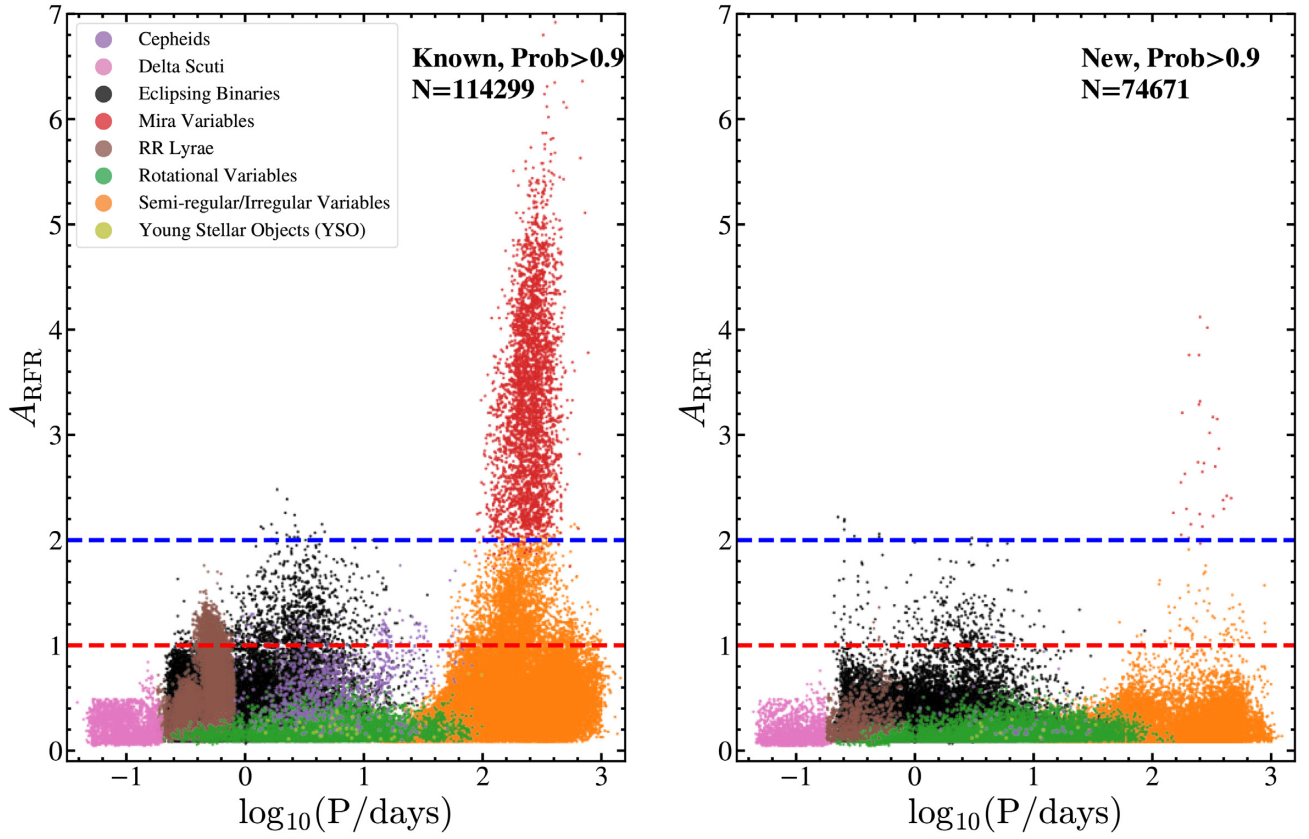 7
6
5
4
3
2
1
0
A_RFR
Cepheids
Delta Scuti
Eclipsing Binaries
Mira Variables
RR Lyrae
Rotational Variables
Semi-regular/Irregular Variables
Young Stellar Objects (YSO)
Known, Prob>0.9
N=114299
−1 0 1 2 3
log₁₀(P/days)
7
6
5
4
3
2
1
0
A_RFR
New, Prob>0.9
N=74671
−1 0 1 2 3
log₁₀(P/days)